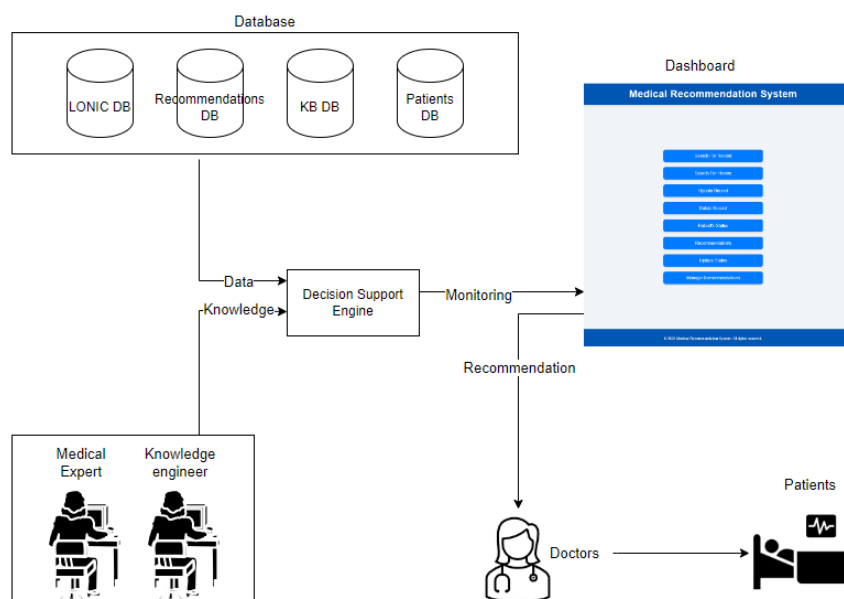 Database
LONIC DB
Recommendations
DB
KB DB
Patients
DB
Dashboard
Medical Recommendation System
Search For Record
Search For History
Update Record
Delete Record
Patient's Status
Recommendations
Update Status
Manage Recommendations
Data
Knowledge
Decision Support
Engine
Monitoring
Recommendation
Medical
Expert
Knowledge
engineer
Doctors
Patients